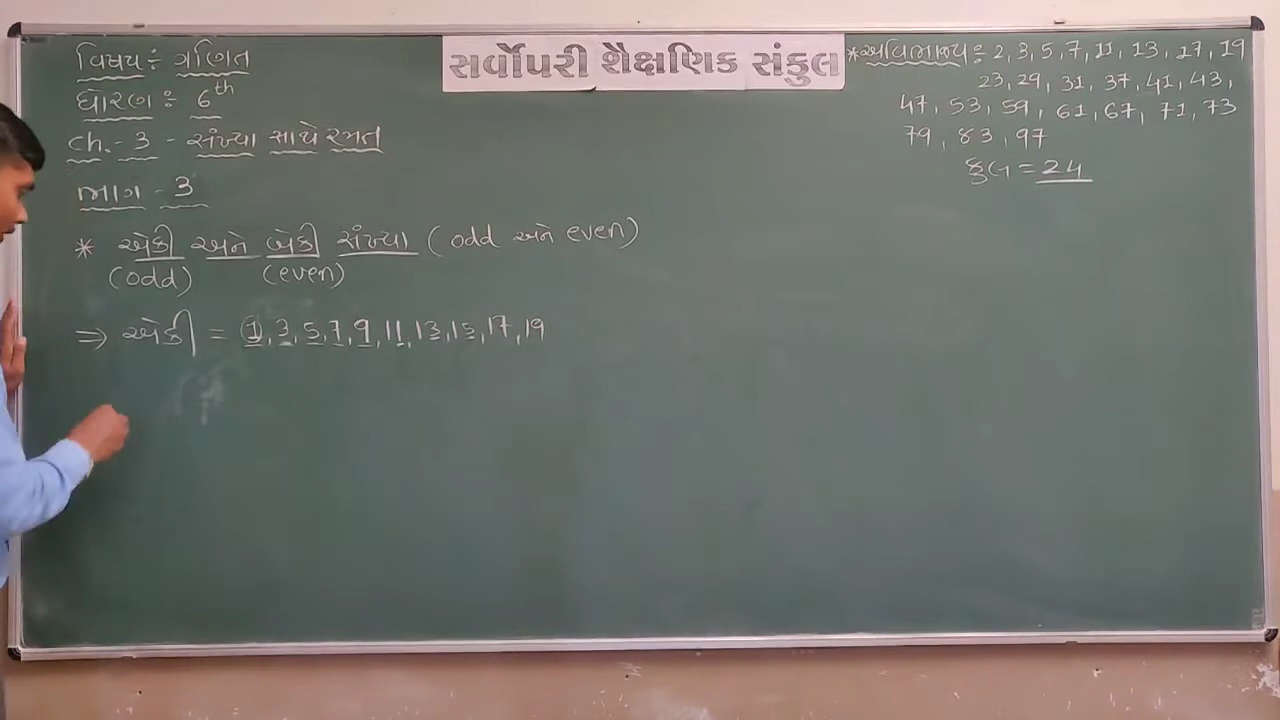 સર્વોપરી શૈક્ષણિક સંકુલ
વિષય : ગણિત
ધોરણ : 6th
ch. - 3 - સંખ્યા સાથે રમત
ભાગ - 3
* એકી અને બેકી સંખ્યા ( odd અને even)
(odd) (even)
⇒ એકી = 1, 3, 5, 7, 9, 11, 13, 15, 17, 19
* અવિભાજ્ય : 2, 3, 5, 7, 11, 13, 17, 19
23, 29, 31, 37, 41, 43,
47, 53, 59, 61, 67, 71, 73
79, 83, 97
કુલ = 24